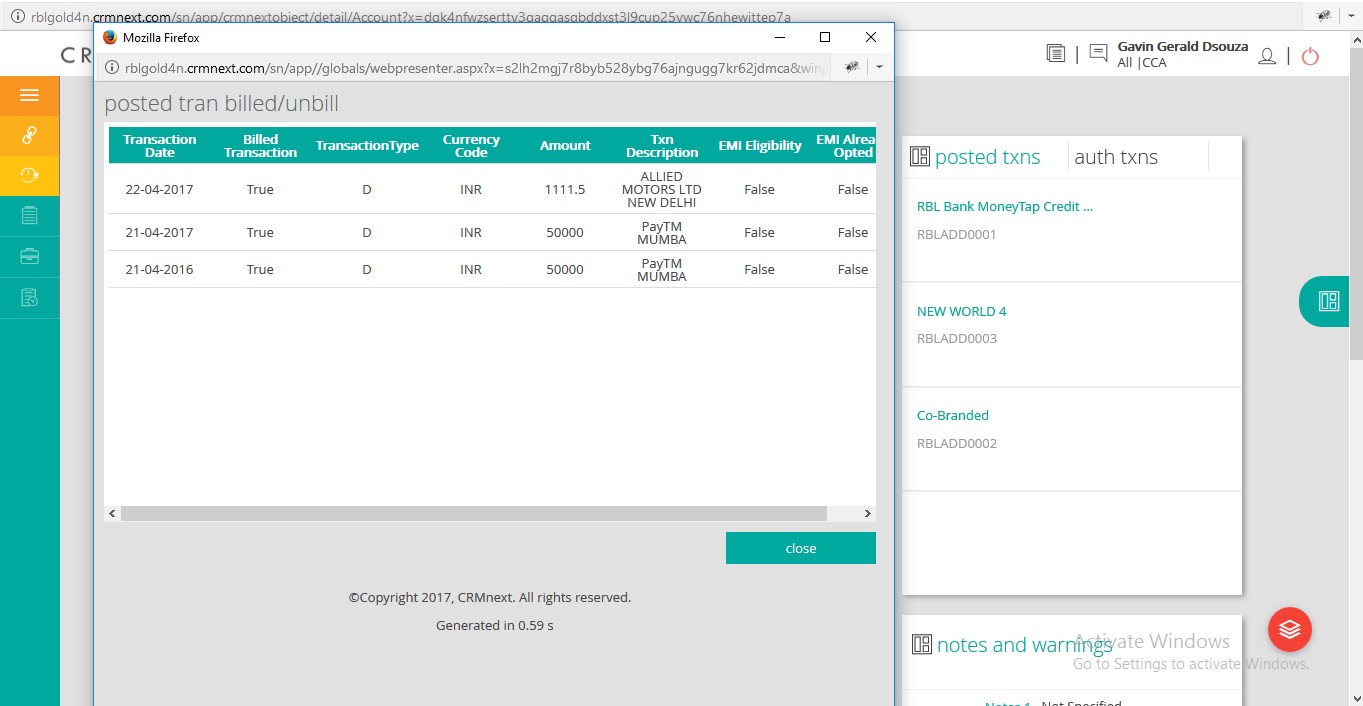 rblgold4n.crmnext.com/sn/app/crmnextobject/detail/Account?x=
Mozilla Firefox
CR
Gavin Gerald Dsouza
All |CCA
rblgold4n.crmnext.com/sn/app//globals/webpresenter.aspx?x=s2lh2mgj7r8byb528ybg76ajngugg7kr62jdmca&wing
posted tran billed/unbill
Transaction Date Billed Transaction TransactionType Currency Code Amount Txn Description EMI Eligibility EMI Alrea Opted
22-04-2017 True D INR 1111.5 ALLIED MOTORS LTD NEW DELHI False False
21-04-2017 True D INR 50000 PayTM MUMBA False False
21-04-2016 True D INR 50000 PayTM MUMBA False False
close
©Copyright 2017, CRMnext. All rights reserved.
Generated in 0.59 s
posted txns auth txns
RBL Bank MoneyTap Credit ...
RBLADD0001
NEW WORLD 4
RBLADD0003
Co-Branded
RBLADD0002
notes and warnings
Notes 1 Not Specified
Activate Windows
Go to Settings to activate Windows.